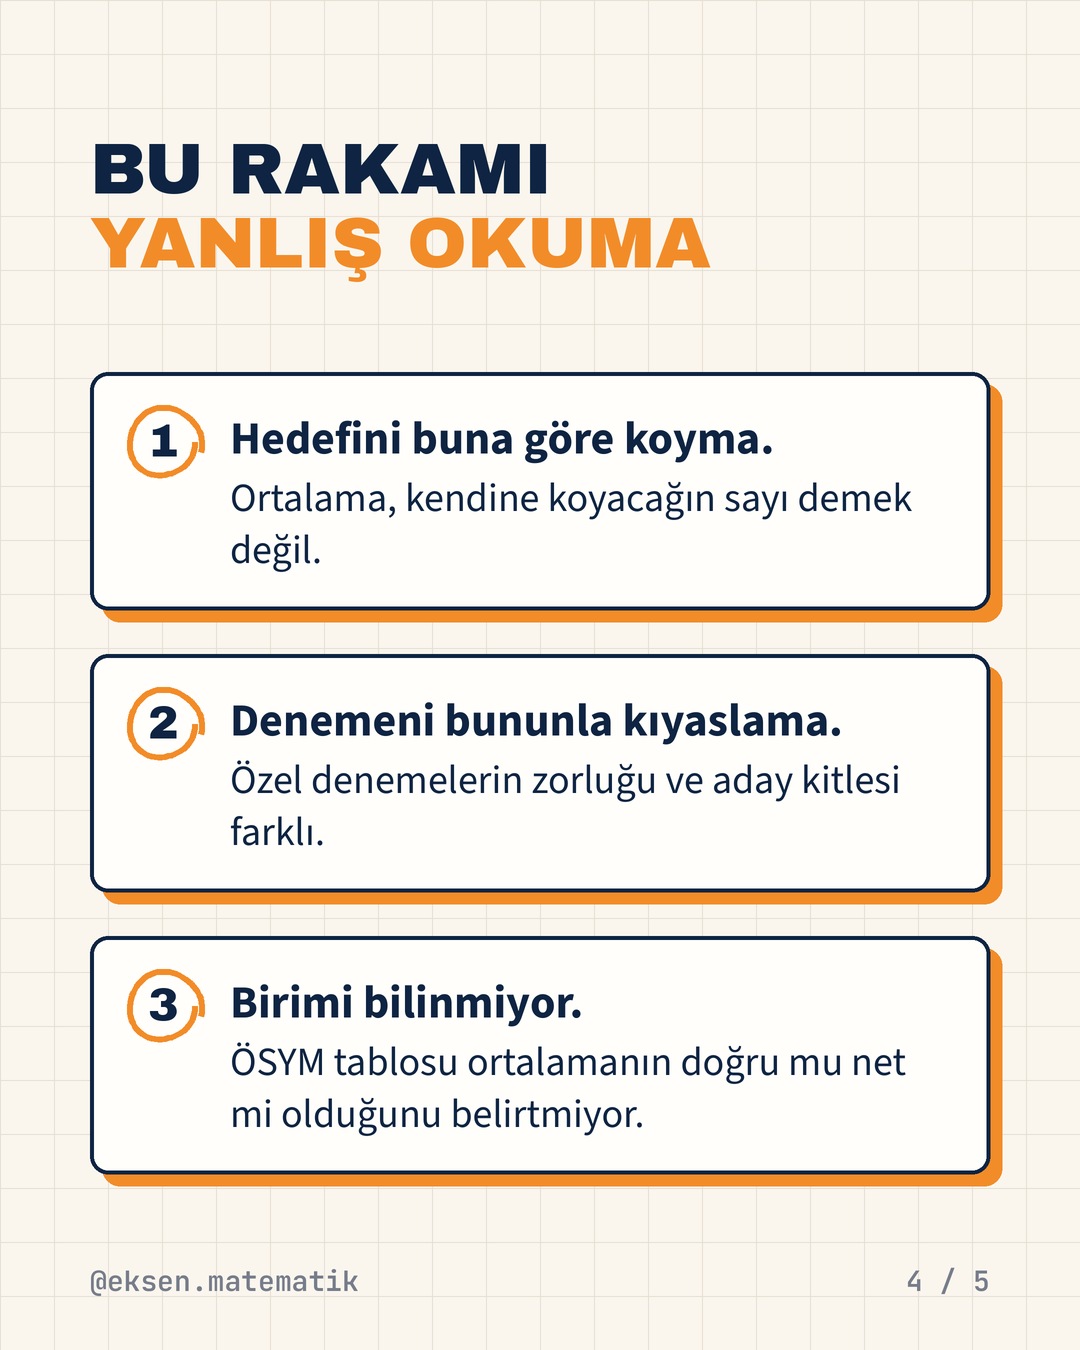 BU RAKAMI
YANLIŞ OKUMA
1
Hedefini buna göre koyma.
Ortalama, kendine koyacağın sayı demek
değil.
2
Denemeni bununla kıyaslama.
Özel denemelerin zorluğu ve aday kitlesi
farklı.
3
Birimi bilinmiyor.
ÖSYM tablosu ortalamanın doğru mu net
mi olduğunu belirtmiyor.
@eksen.matematik
4 / 5